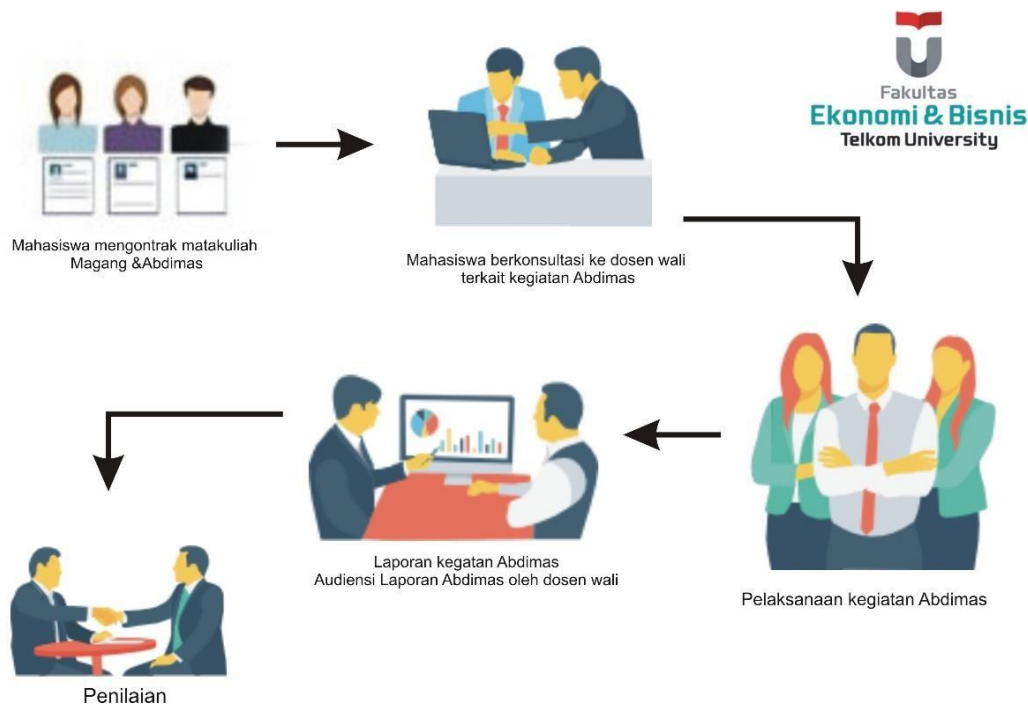 Fakultas
Ekonomi & Bisnis
Telkom University
Mahasiswa mengontrak matakuliah
Magang &Abdimas
Mahasiswa berkonsultasi ke dosen wali
terkait kegiatan Abdimas
Laporan kegatan Abdimas
Audiensi Laporan Abdimas oleh dosen wali
Pelaksanaan kegiatan Abdimas
Penilaian